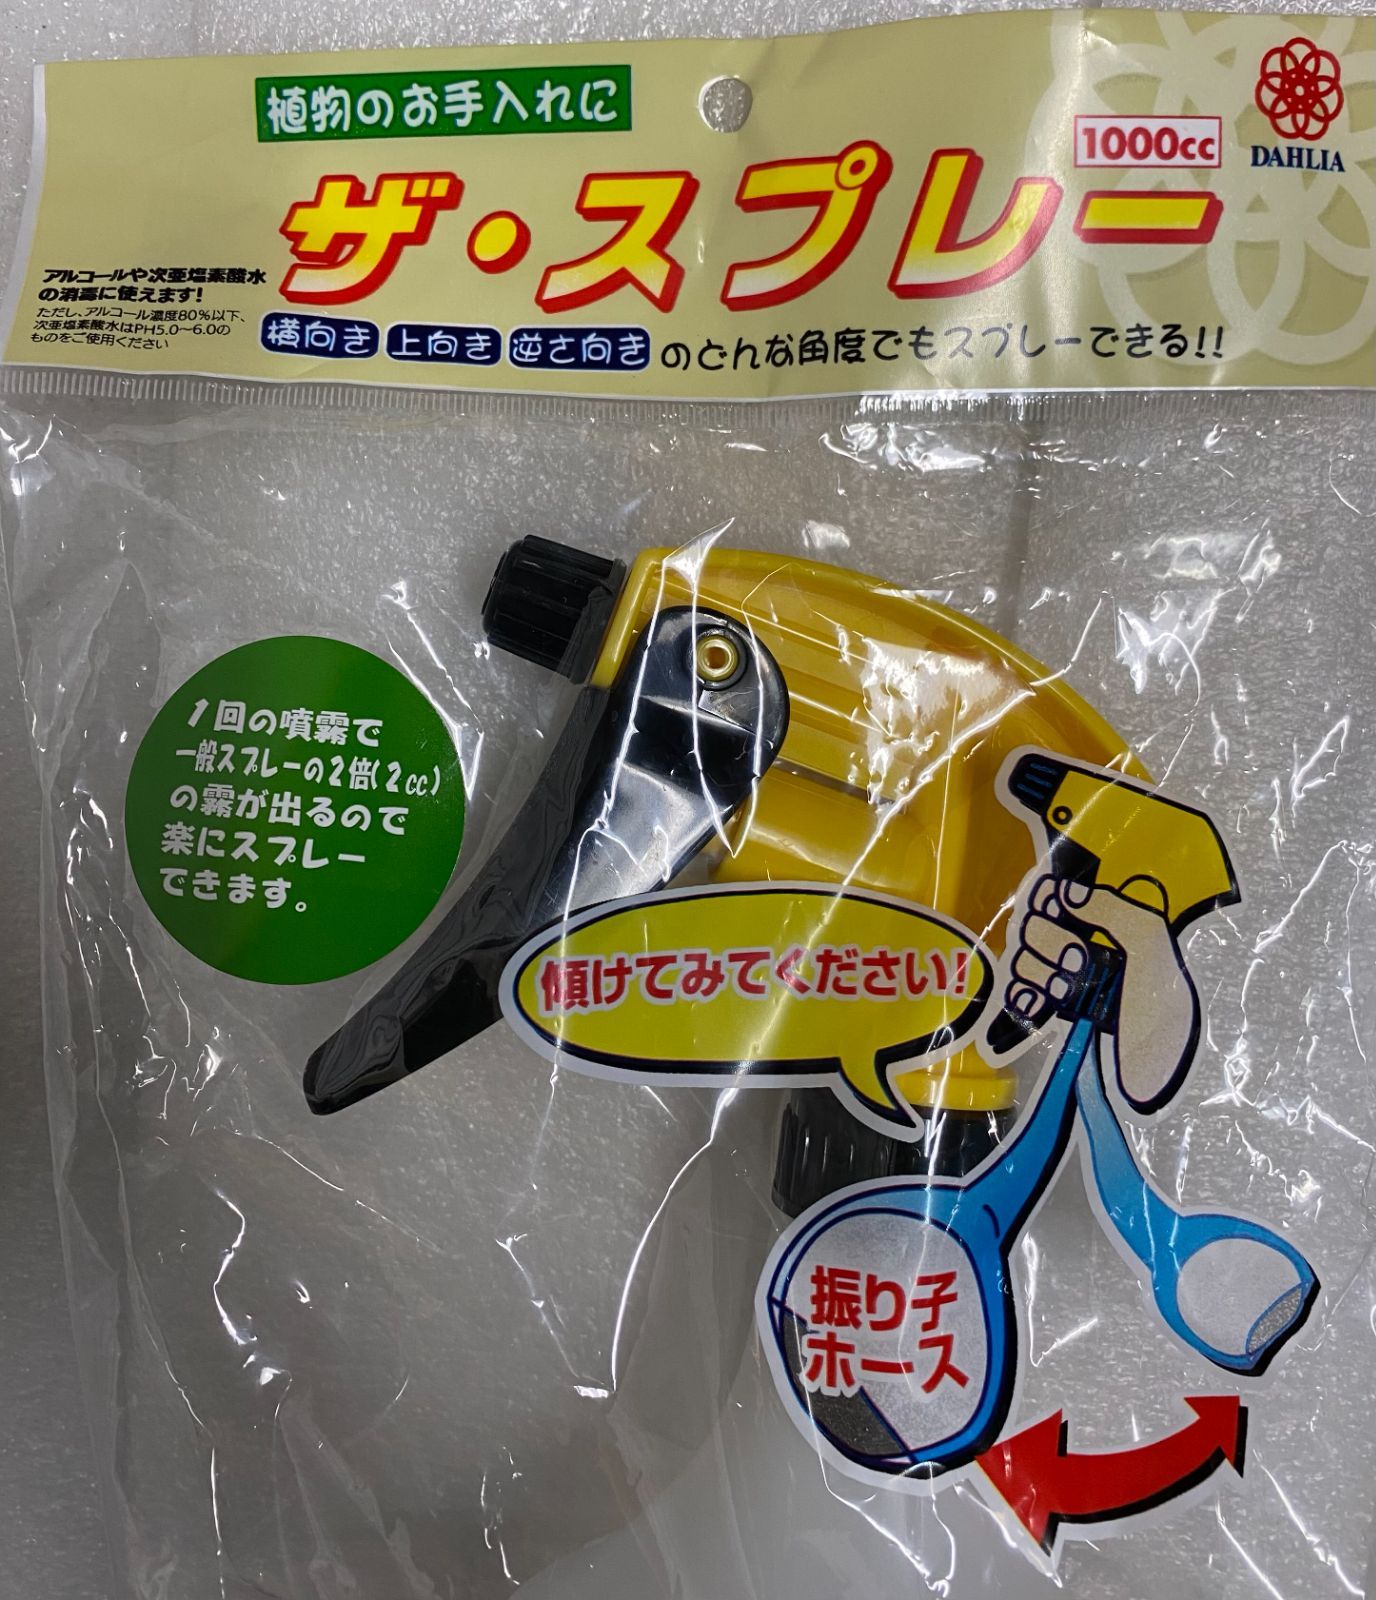 植物のお手入れに
1000cc
DAHLIA
ザ・スプレー
アルコールや次亜塩素酸水
の消毒に使えます!
ただし、アルコール濃度80%以下、
次亜塩素酸水はPH5.0〜6.0の
ものをご使用ください
横向き 上向き 逆さ向き のどんな角度でもスプレーできる!!
1回の噴霧で
一般スプレーの2倍(2cc)
の霧が出るので
楽にスプレー
できます。
傾けてみてください!
振り子
ホース